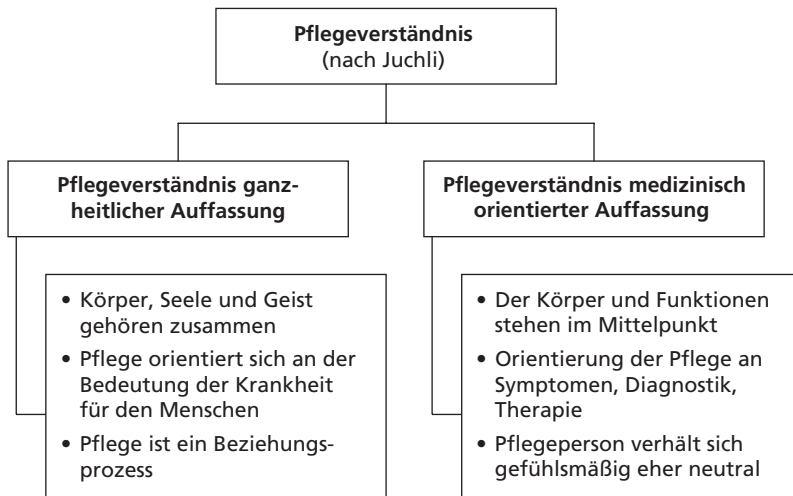 Pflegeverständnis
(nach Juchli)
Pflegeverständnis ganz-
heitlicher Auffassung
Pflegeverständnis medizinisch
orientierter Auffassung
• Körper, Seele und Geist
gehören zusammen
• Pflege orientiert sich an der
Bedeutung der Krankheit
für den Menschen
• Pflege ist ein Beziehungs-
prozess
• Der Körper und Funktionen
stehen im Mittelpunkt
• Orientierung der Pflege an
Symptomen, Diagnostik,
Therapie
• Pflegeperson verhält sich
gefühlsmäßig eher neutral